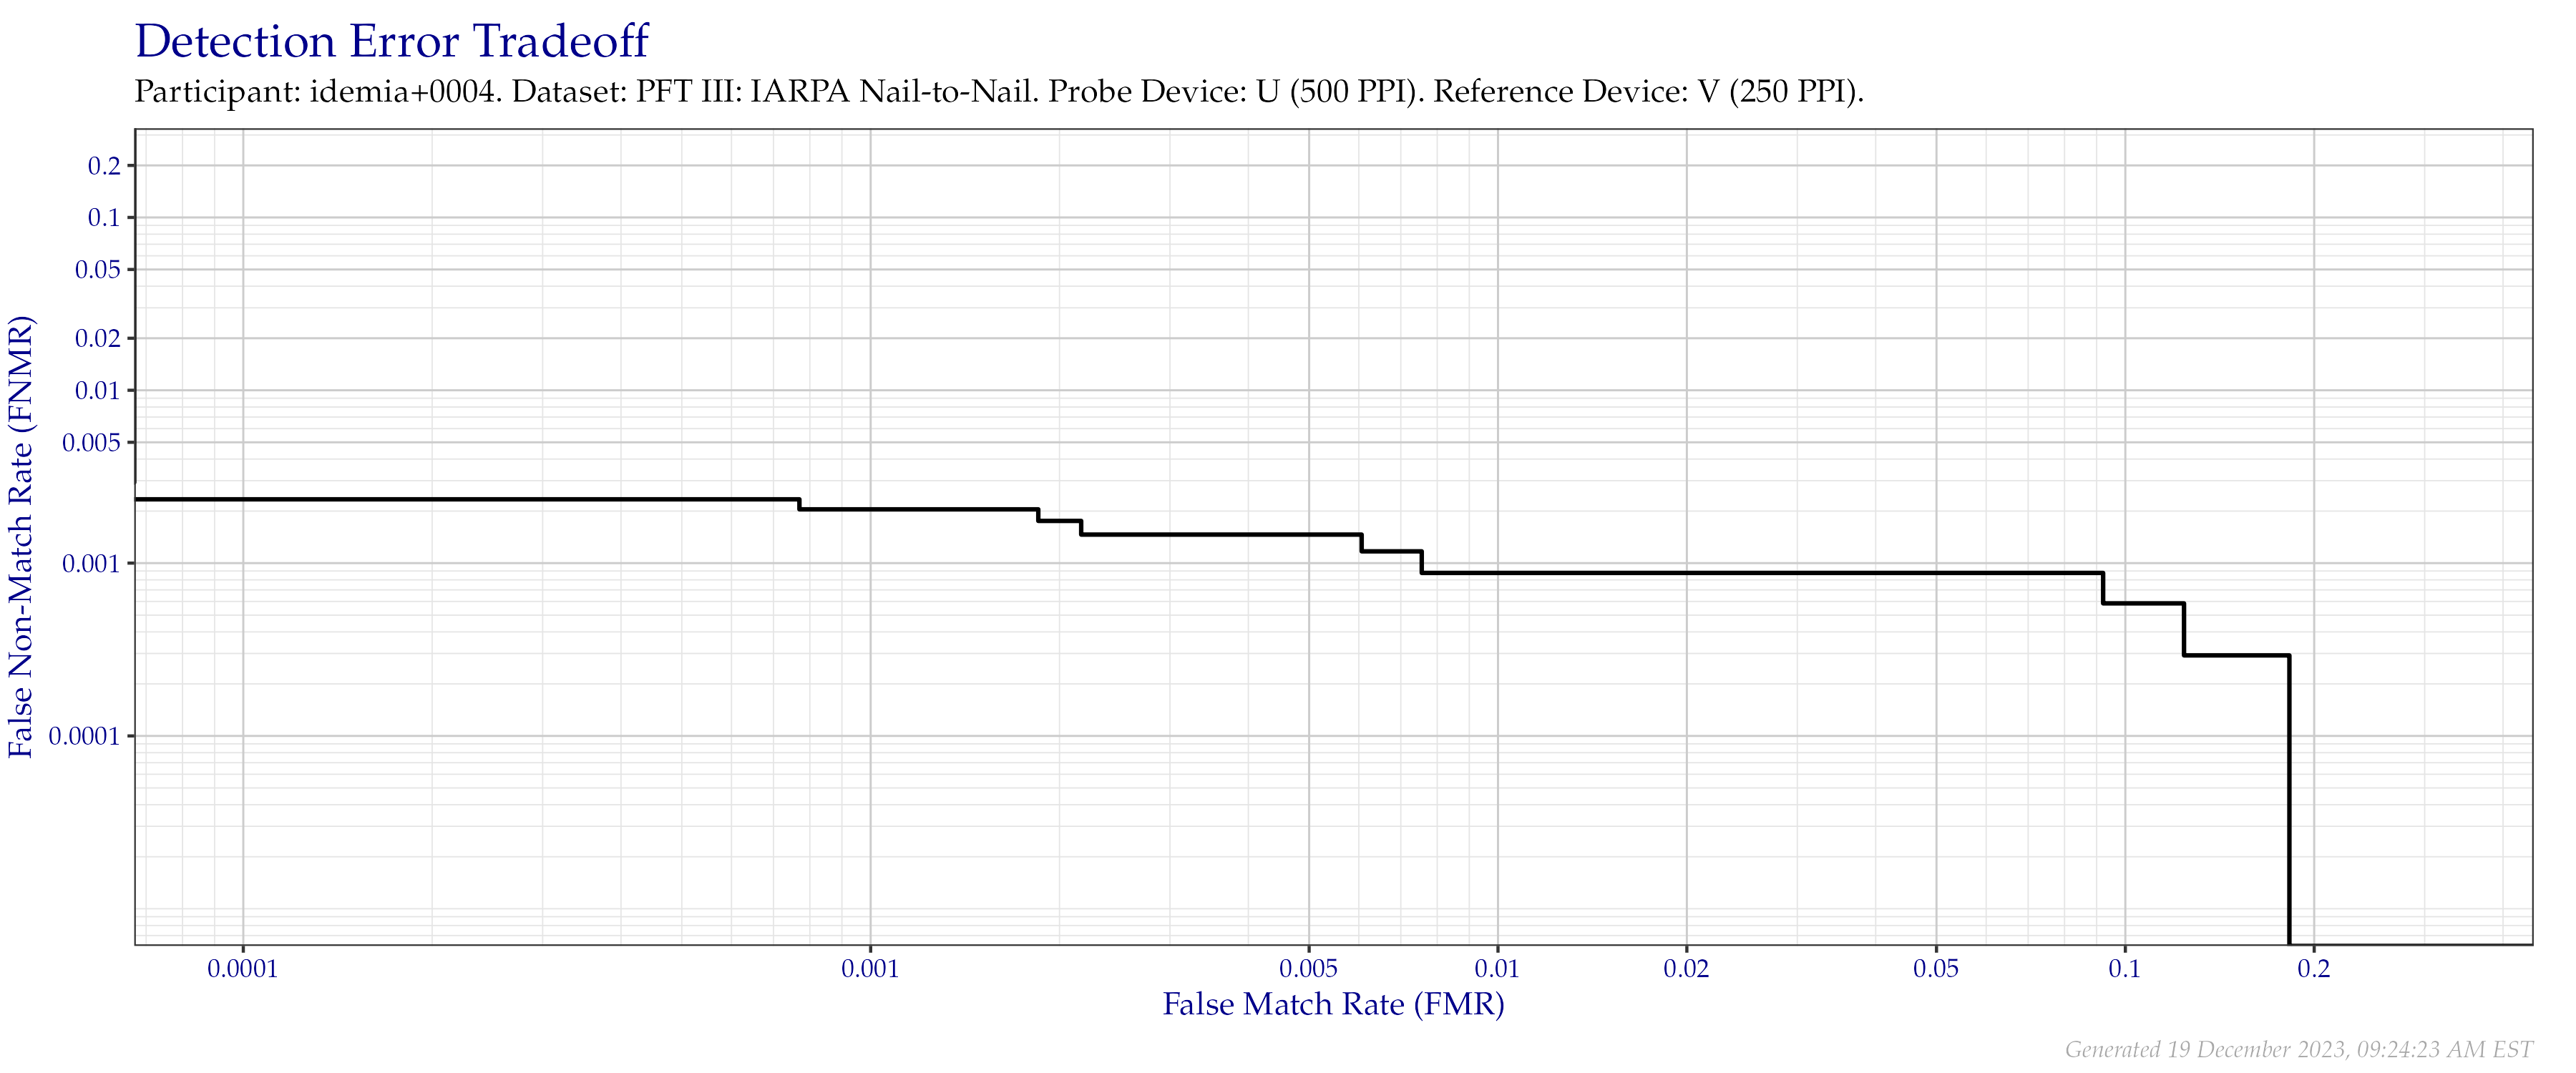 Detection Error Tradeoff
Participant: idemia+0004. Dataset: PFT III: IARPA Nail-to-Nail. Probe Device: U (500 PPI). Reference Device: V (250 PPI).
False Non-Match Rate (FNMR)
0.2
0.1
0.05
0.02
0.01
0.005
0.001
0.0001
0.0001 0.001 0.005 0.01 0.02 0.05 0.1 0.2
False Match Rate (FMR)
Generated 19 December 2023, 09:24:23 AM EST